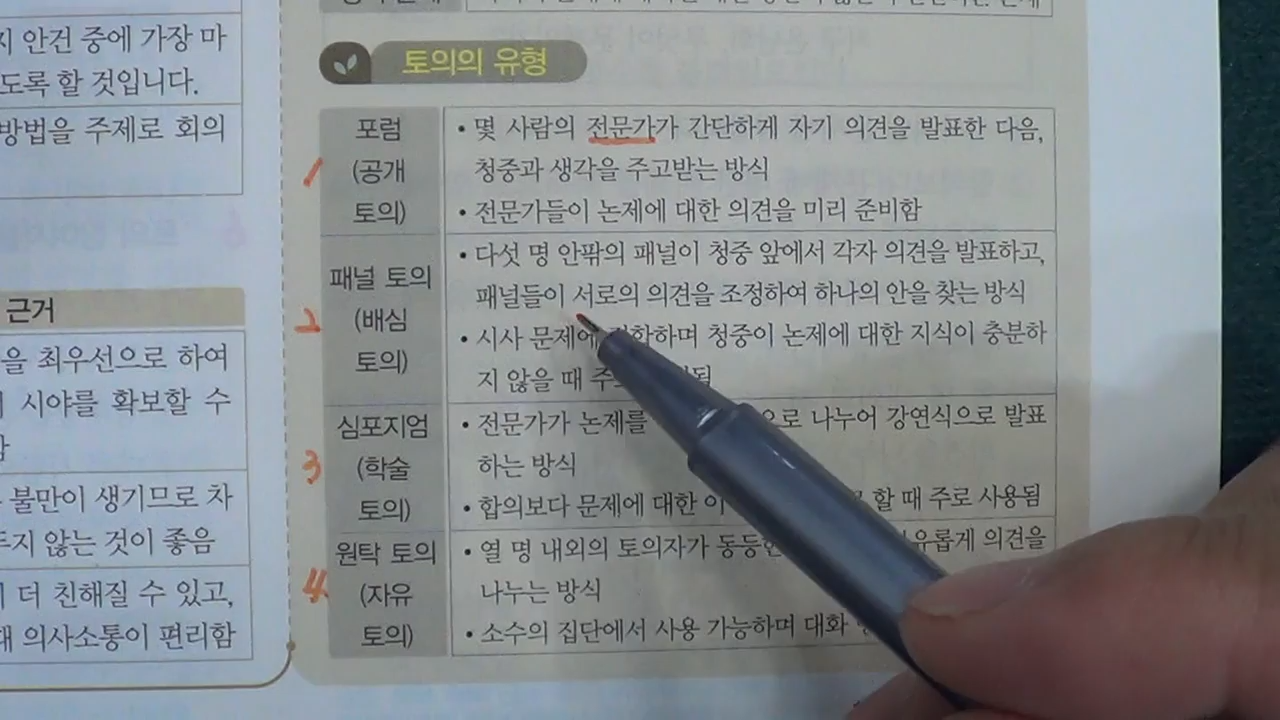 지 안건 중에 가장 마
도록 할 것입니다.
방법을 주제로 회의
근거
을 최우선으로 하여
시야를 확보할 수
불만이 생기므로 차
두지 않는 것이 좋음
더 친해질 수 있고,
의사소통이 편리함
토의의 유형
1
포럼
(공개
토의)
• 몇 사람의 전문가가 간단하게 자기 의견을 발표한 다음,
청중과 생각을 주고받는 방식
• 전문가들이 논제에 대한 의견을 미리 준비함
2
패널 토의
(배심
토의)
• 다섯 명 안팎의 패널이 청중 앞에서 각자 의견을 발표하고,
패널들이 서로의 의견을 조정하여 하나의 안을 찾는 방식
• 시사 문제에 하며 청중이 논제에 대한 지식이 충분하
지 않을 때
3
심포지엄
(학술
토의)
• 전문가가 논제를 으로 나누어 강연식으로 발표
하는 방식
• 합의보다 문제에 대한 할 때 주로 사용됨
4
원탁 토의
(자유
토의)
• 열 명 내외의 토의자가 의견을
나누는 방식
• 소수의 집단에서 사용 가능하며 대화